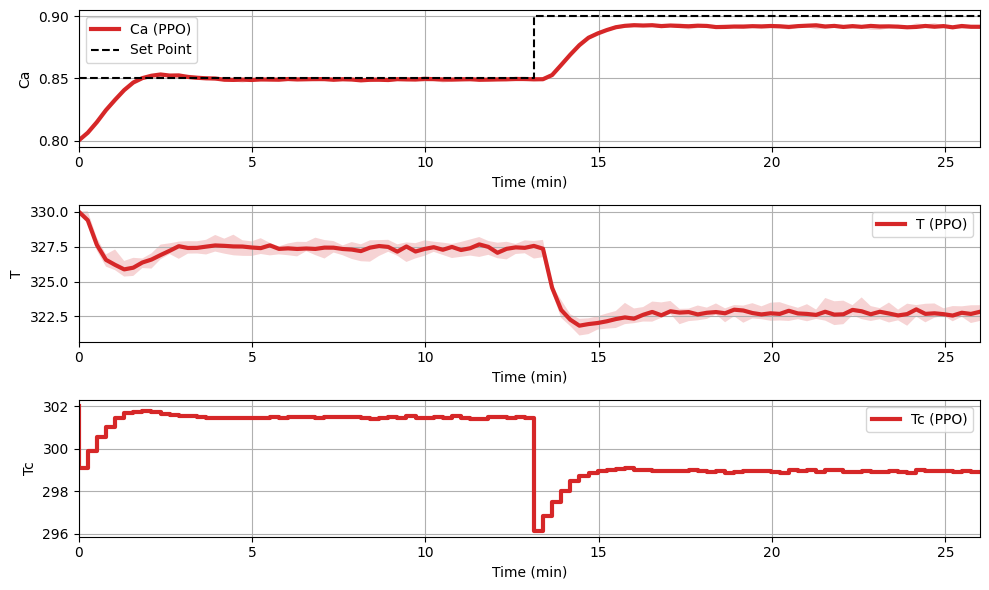 0.90
0.85
0.80
Ca
Ca (PPO)
Set Point
0 5 10 15 20 25
Time (min)
330.0
327.5
325.0
322.5
T
T (PPO)
0 5 10 15 20 25
Time (min)
302
300
298
296
Tc
Tc (PPO)
0 5 10 15 20 25
Time (min)